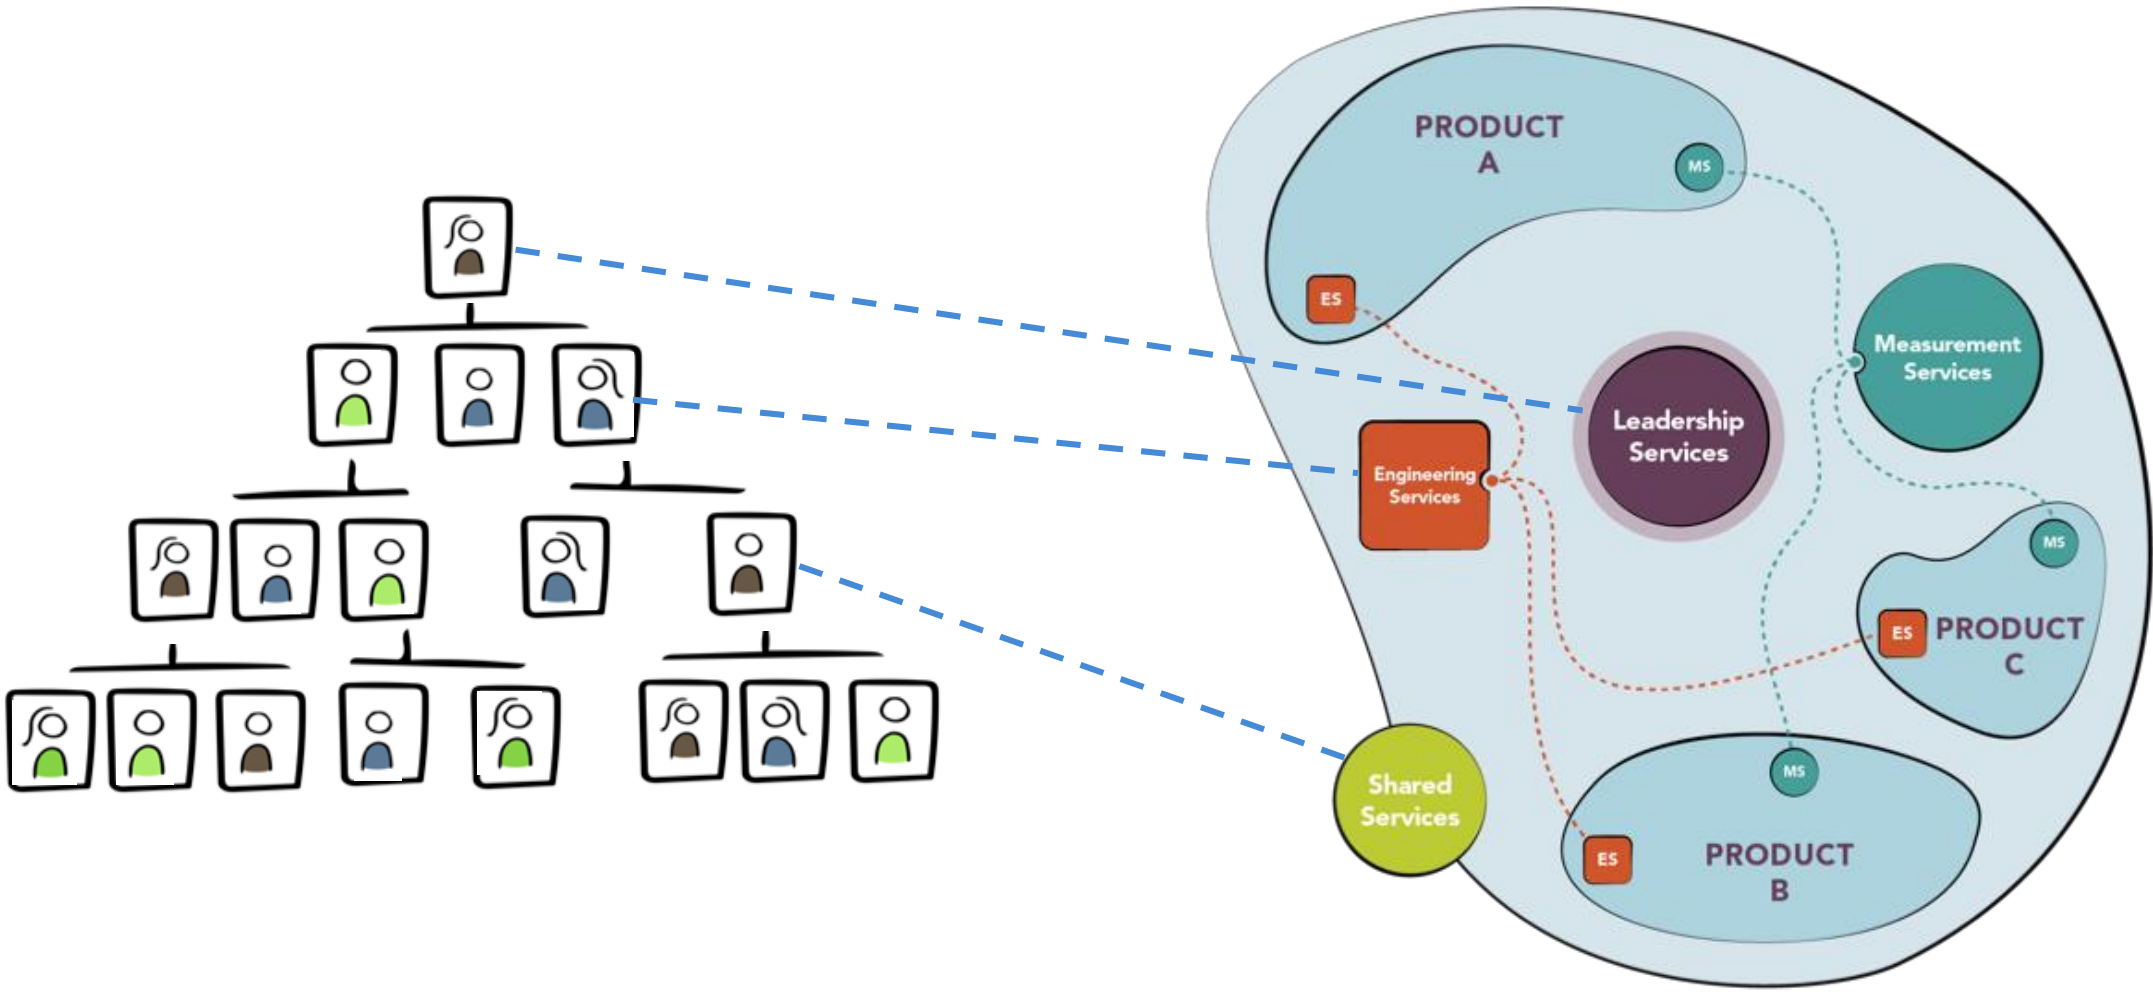 PRODUCT
A
MS
ES
Measurement
Services
Leadership
Services
Engineering
Services
MS
ES
PRODUCT
C
Shared
Services
MS
ES
PRODUCT
B